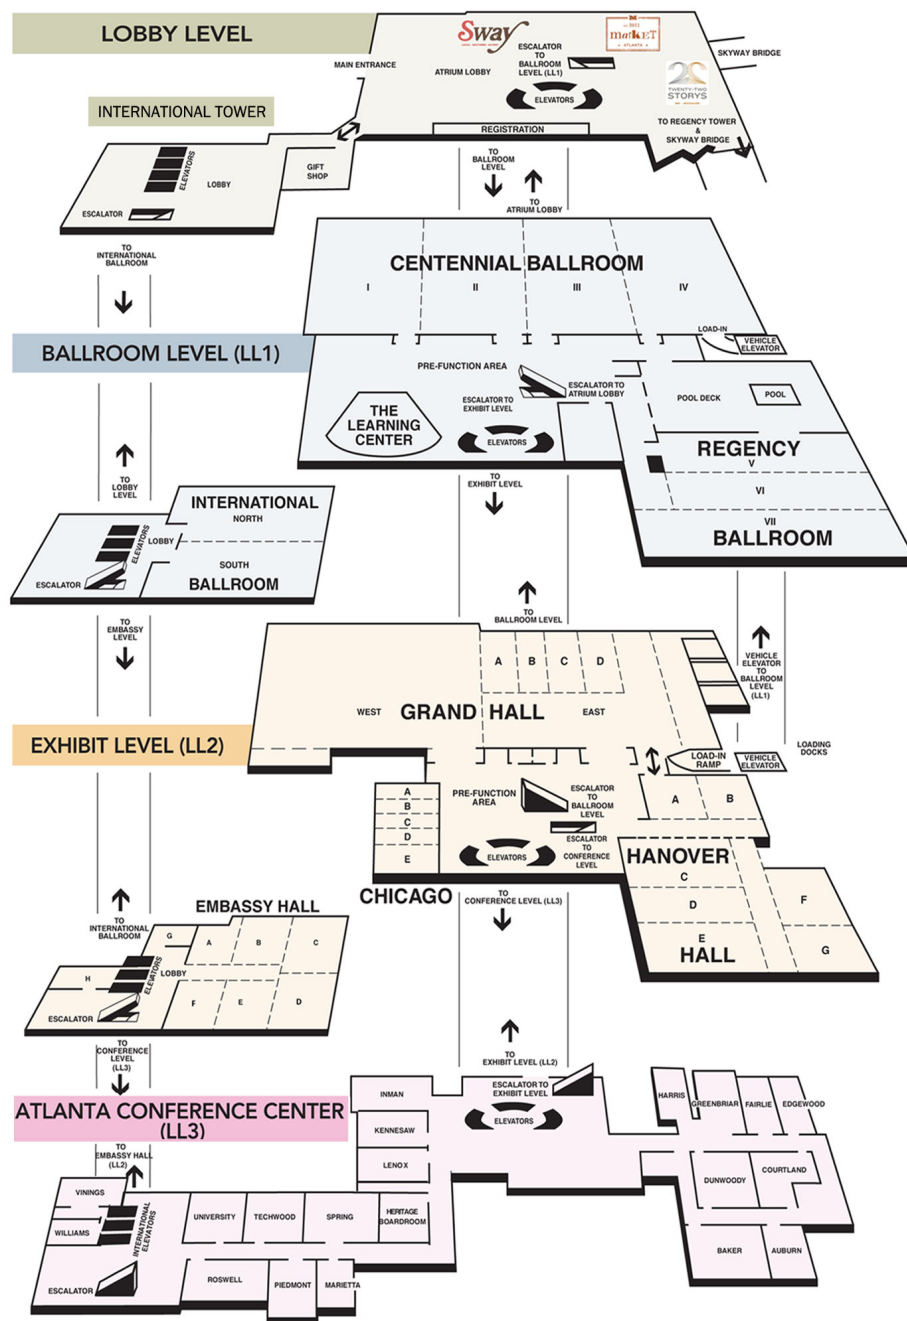 LOBBY LEVEL
Sway
EST. 2022
market
• ATLANTA •
ESCALATOR
TO
BALLROOM
LEVEL (LL1)
SKYWAY BRIDGE
MAIN ENTRANCE
ATRIUM LOBBY
22
TWENTY-TWO
STORYS
ELEVATORS
INTERNATIONAL TOWER
REGISTRATION
TO REGENCY TOWER
&
SKYWAY BRIDGE
ELEVATORS
LOBBY
GIFT
SHOP
ESCALATOR
TO
BALLROOM
LEVEL
TO
ATRIUM LOBBY
TO
INTERNATIONAL
BALLROOM
CENTENNIAL BALLROOM
I
II
III
IV
BALLROOM LEVEL (LL1)
LOAD-IN
VEHICLE
ELEVATOR
PRE-FUNCTION AREA
ESCALATOR TO
ATRIUM LOBBY
ESCALATOR TO
EXHIBIT LEVEL
POOL DECK
POOL
THE
LEARNING
CENTER
ELEVATORS
REGENCY
V
VI
VII
BALLROOM
TO
LOBBY
LEVEL
TO
EXHIBIT LEVEL
INTERNATIONAL
NORTH
ELEVATORS
LOBBY
SOUTH
BALLROOM
ESCALATOR
TO
EMBASSY
LEVEL
TO
BALLROOM LEVEL
VEHICLE
ELEVATOR
TO
BALLROOM
LEVEL
(LL1)
A
B
C
D
WEST
GRAND HALL
EAST
EXHIBIT LEVEL (LL2)
LOADING
DOCKS
LOAD-IN
RAMP
VEHICLE
ELEVATOR
A
B
C
D
E
PRE-FUNCTION
AREA
ESCALATOR
TO
BALLROOM
LEVEL
ESCALATOR
TO
CONFERENCE
LEVEL
ELEVATORS
A
B
HANOVER
C
D
E
F
G
HALL
CHICAGO
TO
CONFERENCE LEVEL (LL3)
TO
INTERNATIONAL
BALLROOM
EMBASSY HALL
G
A
B
C
H
ELEVATORS
LOBBY
F
E
D
ESCALATOR
TO
CONFERENCE
LEVEL
(LL3)
TO
EXHIBIT LEVEL (LL2)
ATLANTA CONFERENCE CENTER
(LL3)
INMAN
ESCALATOR TO
EXHIBIT LEVEL
ELEVATORS
HARRIS
GREENBRIAR
FAIRLIE
EDGEWOOD
KENNESAW
LENOX
TO
EMBASSY HALL
(LL2)
DUNWOODY
COURTLAND
VININGS
WILLIAMS
INTERNATIONAL
ELEVATORS
UNIVERSITY
TECHWOOD
SPRING
HERITAGE
BOARDROOM
BAKER
AUBURN
ESCALATOR
ROSWELL
PIEDMONT
MARIETTA